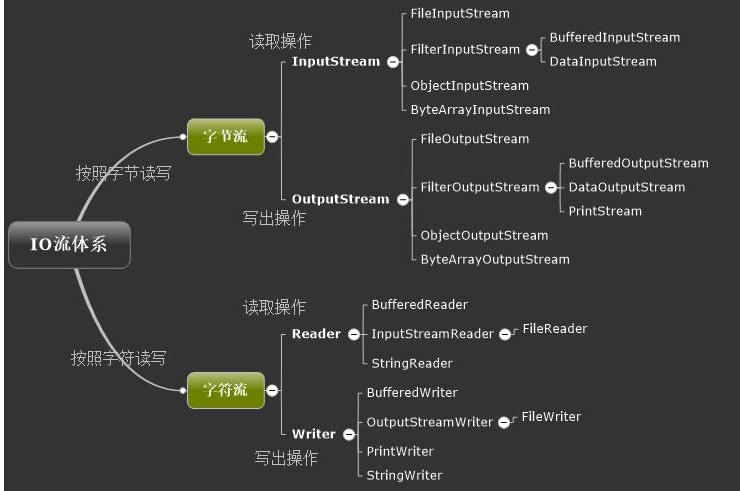 IO流体系
按照字节读写
字节流
读取操作
InputStream
FileInputStream
FilterInputStream
BufferedInputStream
DataInputStream
ObjectInputStream
ByteArrayInputStream
OutputStream
写出操作
FileOutputStream
FilterOutputStream
BufferedOutputStream
DataOutputStream
PrintStream
ObjectOutputStream
ByteArrayOutputStream
按照字符读写
字符流
读取操作
Reader
BufferedReader
InputStreamReader
FileReader
StringReader
Writer
写出操作
BufferedWriter
OutputStreamWriter
FileWriter
PrintWriter
StringWriter